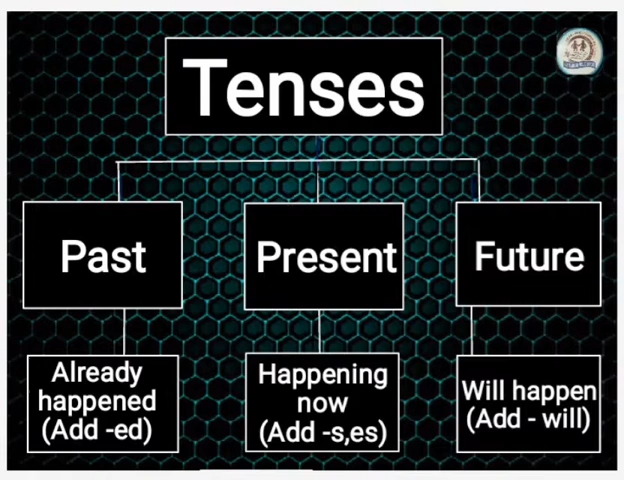 Tenses
Past
Present
Future
Already
happened
(Add -ed)
Happening
now
(Add -s,es)
Will happen
(Add - will)